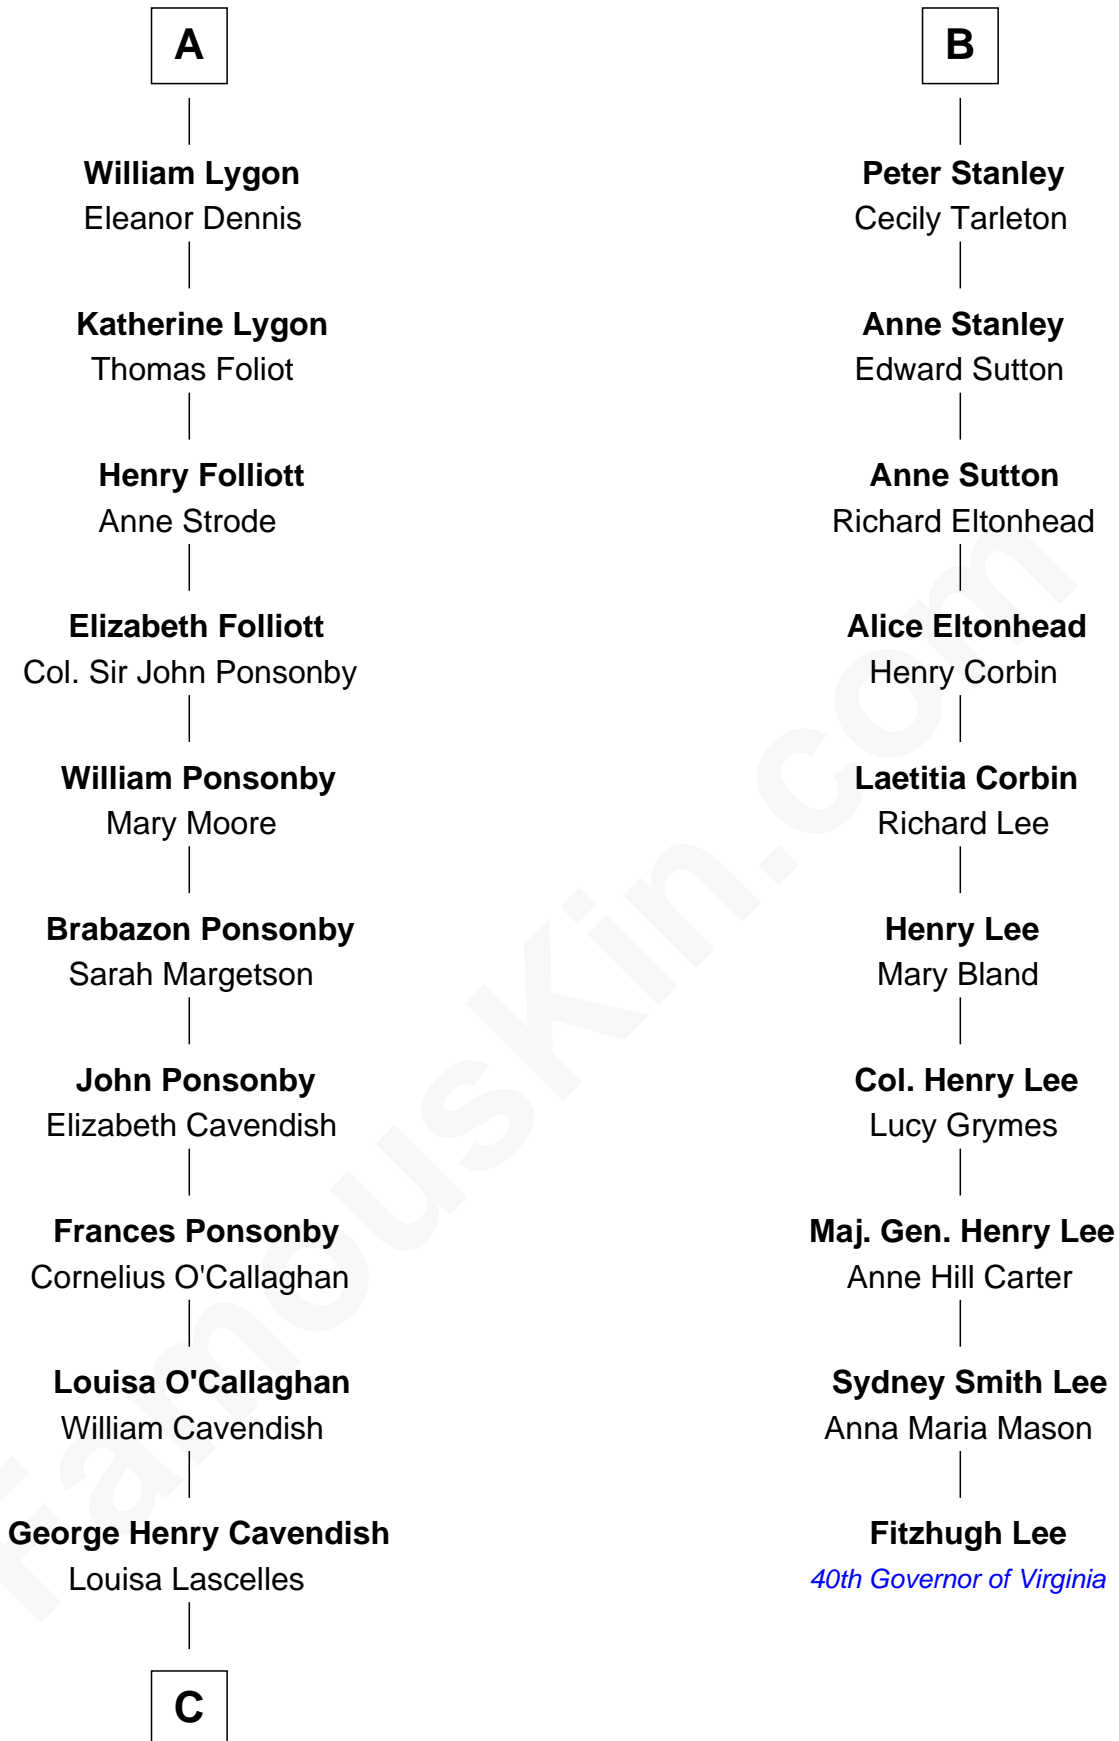 A
William Lygon
Eleanor Dennis
Katherine Lygon
Thomas Foliot
Henry Folliott
Anne Strode
Elizabeth Folliott
Col. Sir John Ponsonby
William Ponsonby
Mary Moore
Brabazon Ponsonby
Sarah Margetson
John Ponsonby
Elizabeth Cavendish
Frances Ponsonby
Cornelius O'Callaghan
Louisa O'Callaghan
William Cavendish
George Henry Cavendish
Louisa Lascelles
C
B
Peter Stanley
Cecily Tarleton
Anne Stanley
Edward Sutton
Anne Sutton
Richard Eltonhead
Alice Eltonhead
Henry Corbin
Laetitia Corbin
Richard Lee
Henry Lee
Mary Bland
Col. Henry Lee
Lucy Grymes
Maj. Gen. Henry Lee
Anne Hill Carter
Sydney Smith Lee
Anna Maria Mason
Fitzhugh Lee
40th Governor of Virginia
FamousKin.com